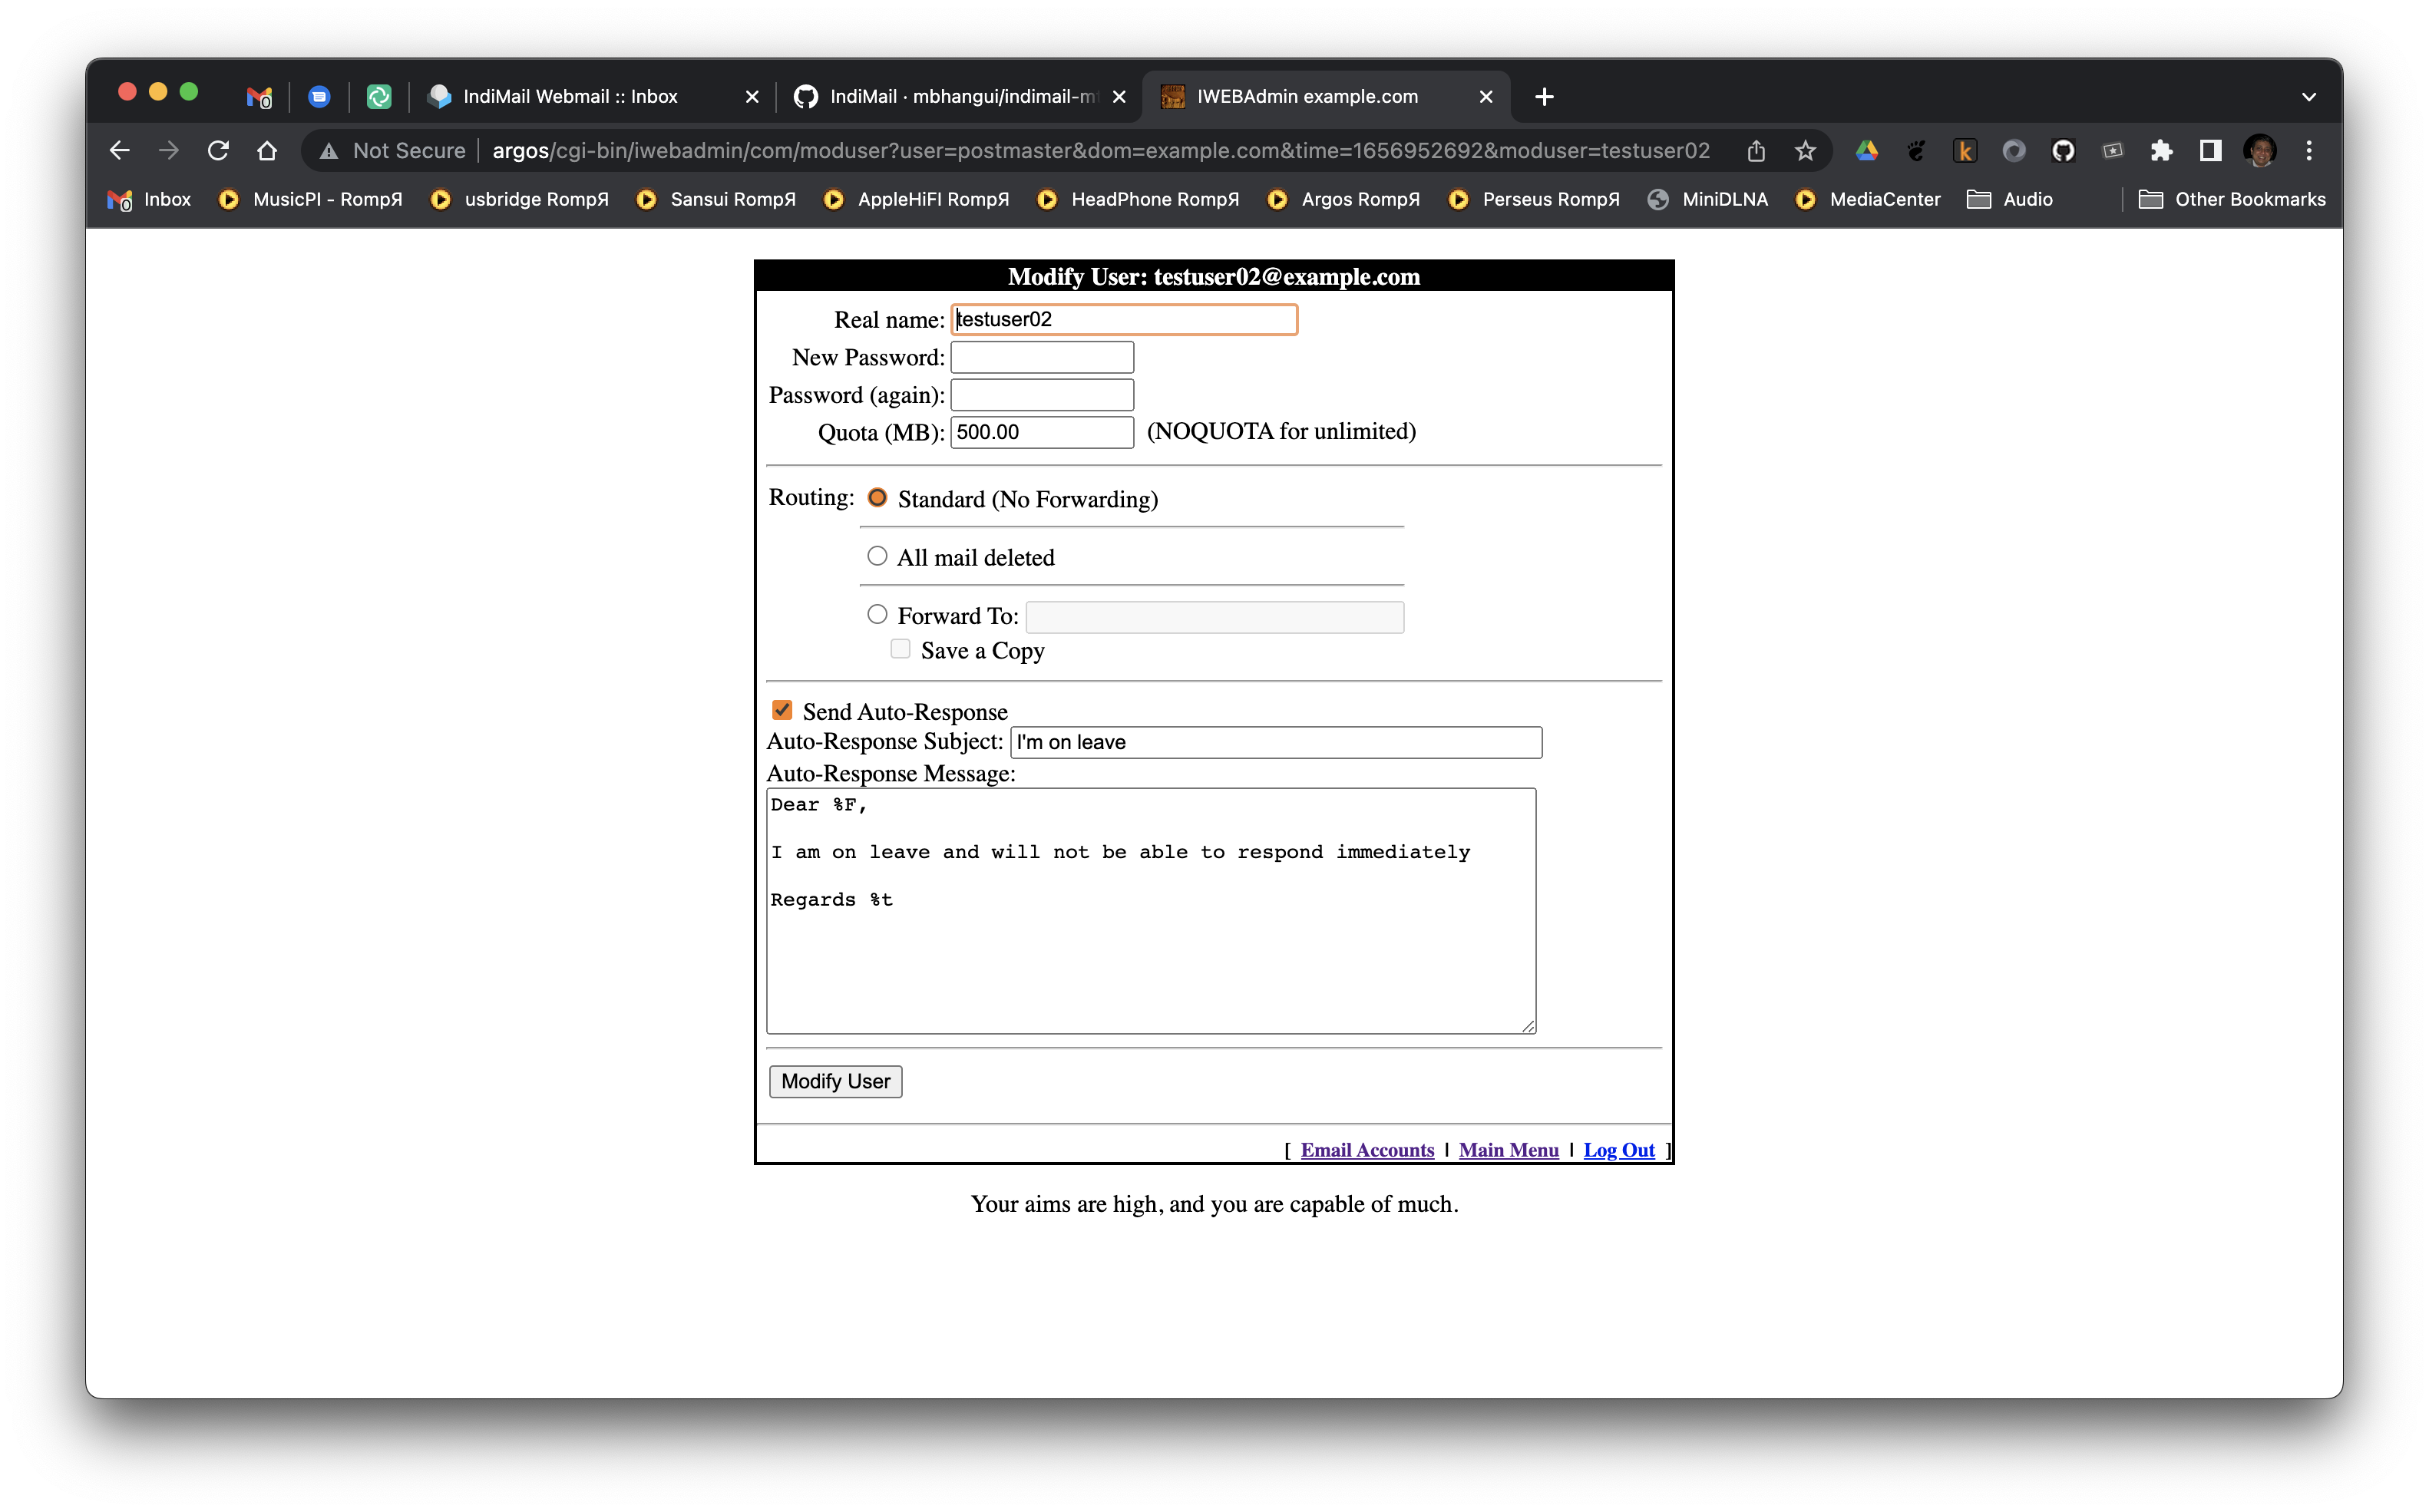 IndiMail Webmail :: Inbox
IndiMail · mbhangui/indimail-m
IWEBAdmin example.com
Not Secure argos/cgi-bin/iwebadmin/com/moduser?user=postmaster&dom=example.com&time=1656952692&moduser=testuser02
Inbox MusicPI - RompЯ usbridge RompЯ Sansui RompЯ AppleHiFI RompЯ HeadPhone RompЯ Argos RompЯ Perseus RompЯ MiniDLNA MediaCenter Audio Other Bookmarks
Modify User: testuser02@example.com
Real name: testuser02
New Password:
Password (again):
Quota (MB): 500.00 (NOQUOTA for unlimited)
Routing: Standard (No Forwarding)
All mail deleted
Forward To:
Save a Copy
Send Auto-Response
Auto-Response Subject: I'm on leave
Auto-Response Message:
Dear %F,
I am on leave and will not be able to respond immediately
Regards %t
Modify User
[ Email Accounts | Main Menu | Log Out ]
Your aims are high, and you are capable of much.